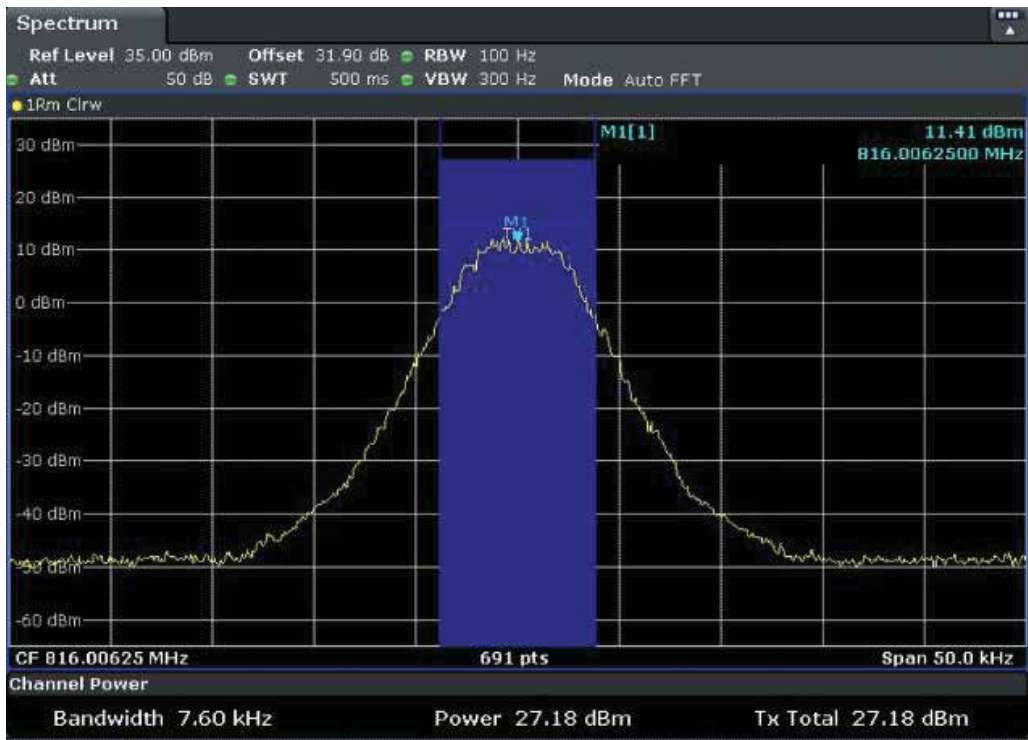 Spectrum
Ref Level 35.00 dBm Offset 31.90 dB RBW 100 Hz
Att 50 dB SWT 500 ms VBW 300 Hz Mode Auto FFT
1Rm Clrw
M1[1] 11.41 dBm
816.0062500 MHz
30 dBm
20 dBm
M1
10 dBm
0 dBm
-10 dBm
-20 dBm
-30 dBm
-40 dBm
-50 dBm
-60 dBm
CF 816.00625 MHz 691 pts Span 50.0 kHz
Channel Power
Bandwidth 7.60 kHz Power 27.18 dBm Tx Total 27.18 dBm